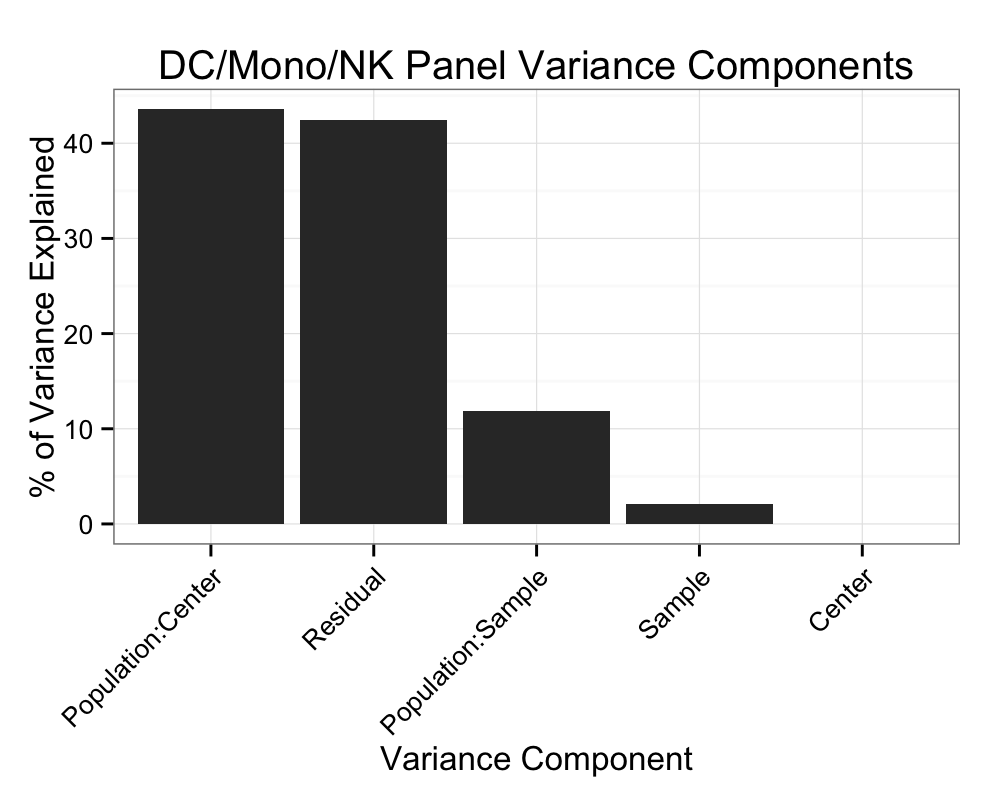 DC/Mono/NK Panel Variance Components
% of Variance Explained
40
30
20
10
0
Population:Center
Residual
Population:Sample
Sample
Center
Variance Component